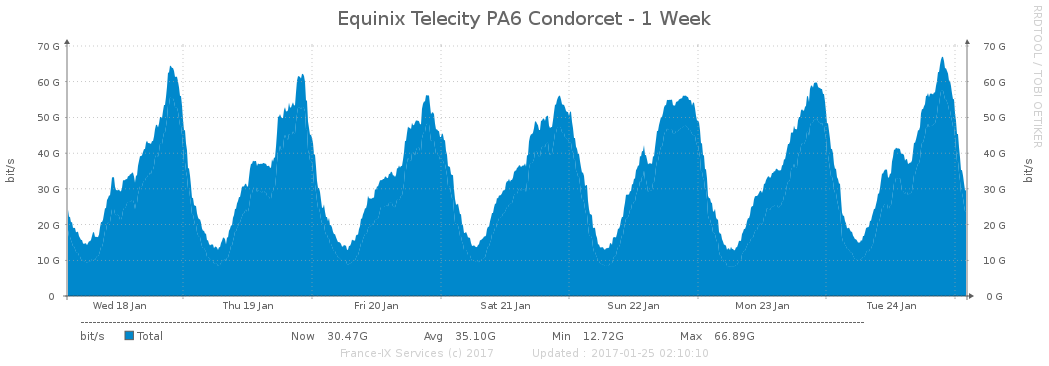 Equinix Telecity PA6 Condorcet - 1 Week
RRDTOOL / TOBI OETIKER
70 G 70 G
60 G 60 G
50 G 50 G
40 G 40 G
30 G 30 G
20 G 20 G
10 G 10 G
0 0 G
bit/s
bit/s
Wed 18 Jan Thu 19 Jan Fri 20 Jan Sat 21 Jan Sun 22 Jan Mon 23 Jan Tue 24 Jan
bit/s Total Now 30.47G Avg 35.10G Min 12.72G Max 66.89G
France-IX Services (c) 2017 Updated : 2017-01-25 02:10:10